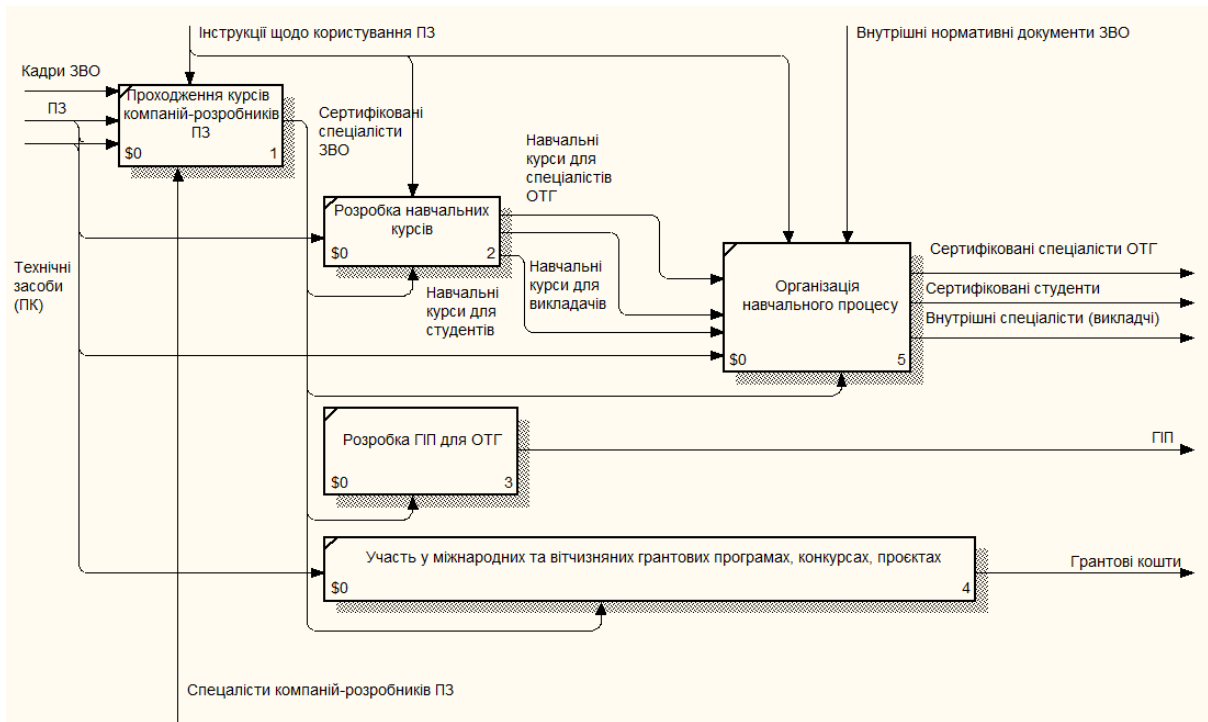 Інструкції щодо користування ПЗ
Внутрішні нормативні документи ЗВО
Кадри ЗВО
ПЗ
Проходження курсів
компаній-розробників
ПЗ
$0
1
Сертифіковані
спеціалісти
ЗВО
Навчальні
курси для
спеціалістів
ОТГ
Розробка навчальних
курсів
$0
2
Технічні
засоби
(ПК)
Навчальні
курси для
студентів
Навчальні
курси для
викладачів
Організація
навчального процесу
$0
5
Сертифіковані спеціалісти ОТГ
Сертифіковані студенти
Внутрішні спеціалісти (викладчі)
Розробка ГІП для ОТГ
$0
3
ГІП
Участь у міжнародних та вітчизняних грантових програмах, конкурсах, проєктах
$0
4
Грантові кошти
Спецалісти компаній-розробників ПЗ